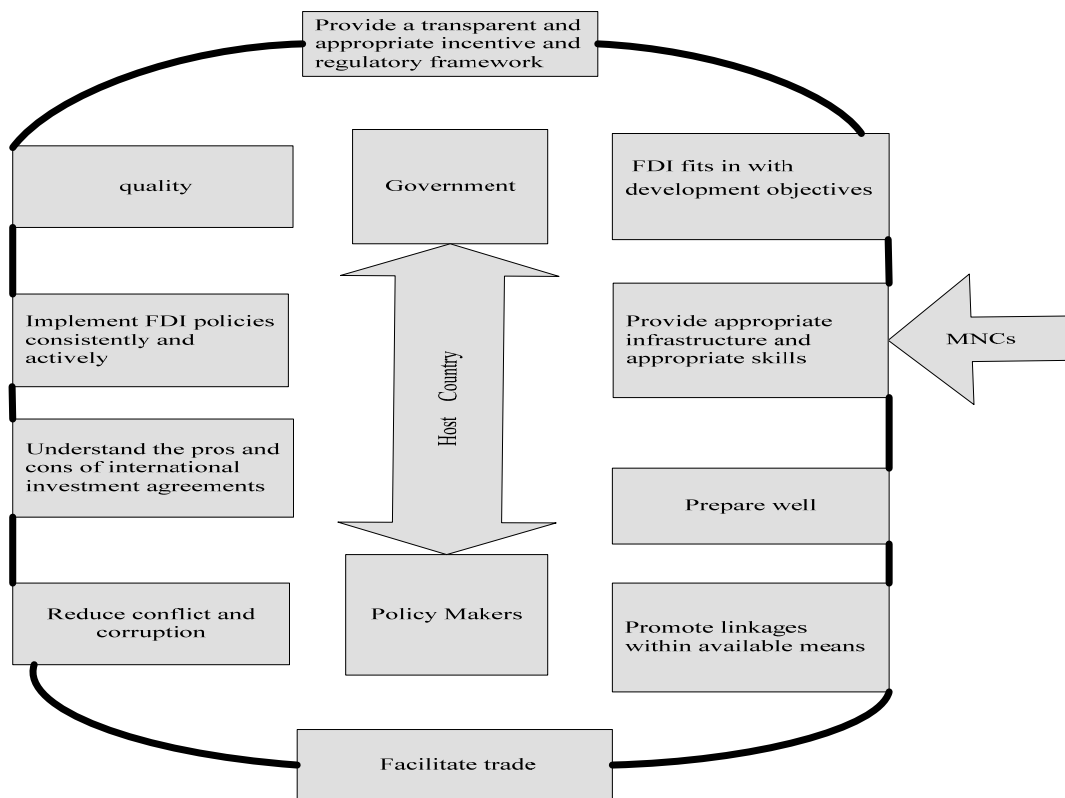 Provide a transparent and
appropriate incentive and
regulatory framework
quality
Government
FDI fits in with
development objectives
Implement FDI policies
consistently and
actively
Host Country
Provide appropriate
infrastructure and
appropriate skills
MNCs
Understand the pros and
cons of international
investment agreements
Prepare well
Reduce conflict and
corruption
Policy Makers
Promote linkages
within available means
Facilitate trade